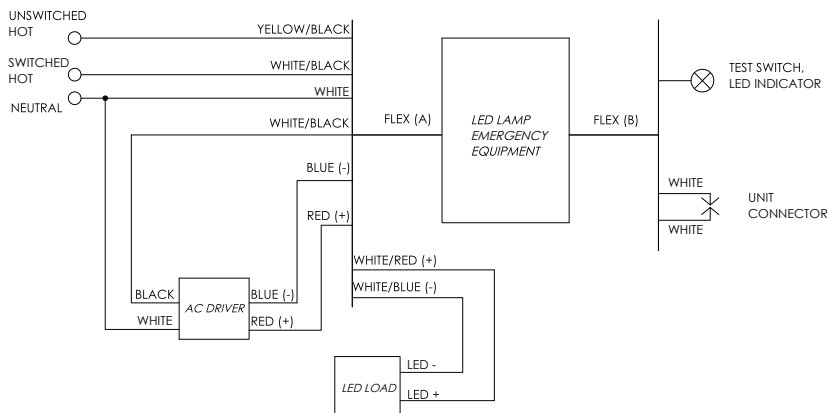 UNSWITCHED
HOT
YELLOW/BLACK
SWITCHED
HOT
WHITE/BLACK
NEUTRAL
WHITE
WHITE/BLACK
FLEX (A)
LED LAMP
EMERGENCY
EQUIPMENT
FLEX (B)
TEST SWITCH,
LED INDICATOR
BLUE (-)
WHITE
UNIT
CONNECTOR
WHITE
RED (+)
WHITE/RED (+)
WHITE/BLUE (-)
BLACK
AC DRIVER
BLUE (-)
WHITE
RED (+)
LED -
LED LOAD
LED +